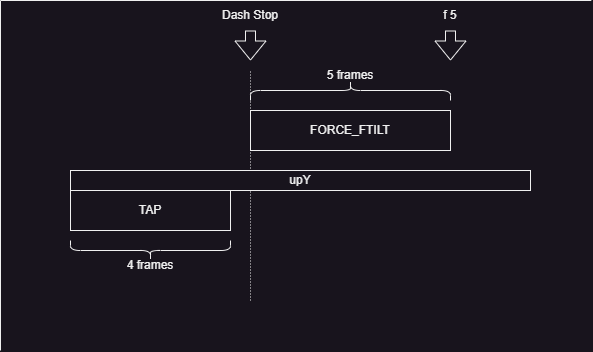 Dash Stop
f 5
5 frames
FORCE_FTILT
upY
TAP
4 frames